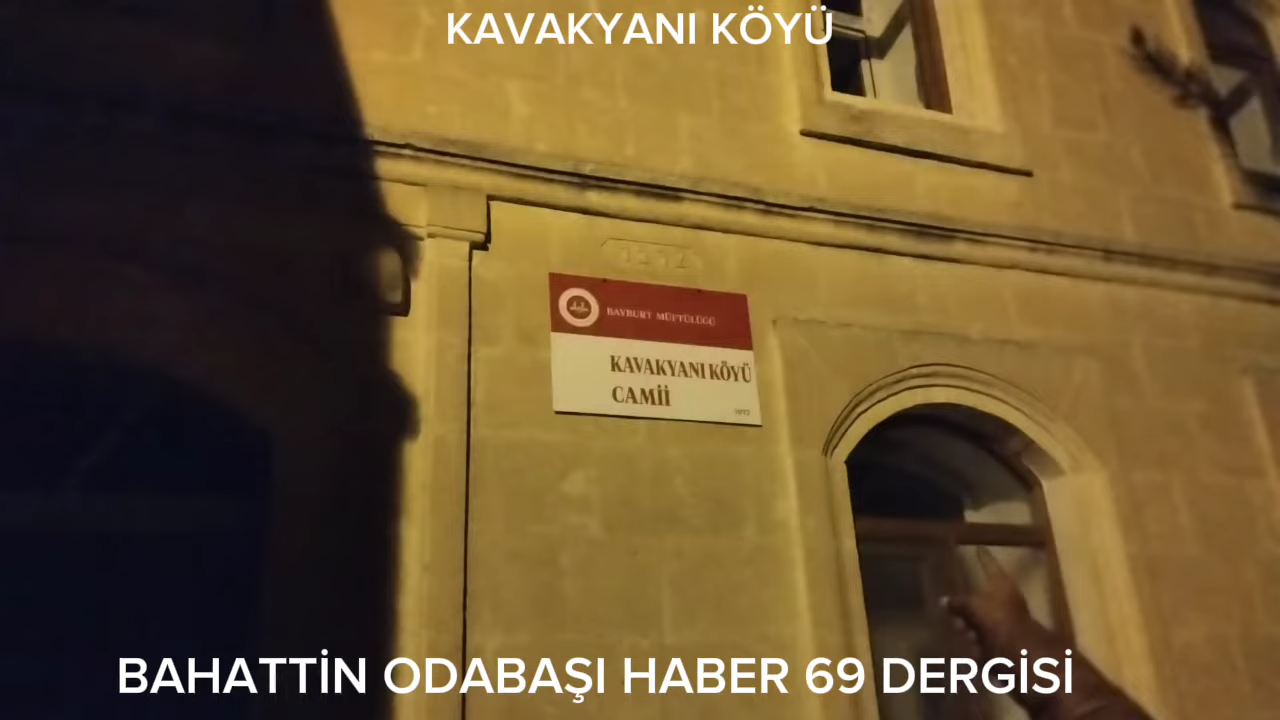 KAVAKYANI KÖYÜ
BAYBURT MÜFTÜLÜĞÜ
KAVAKYANI KÖYÜ
CAMİİ
BAHATTİN ODABAŞI HABER 69 DERGİSİ